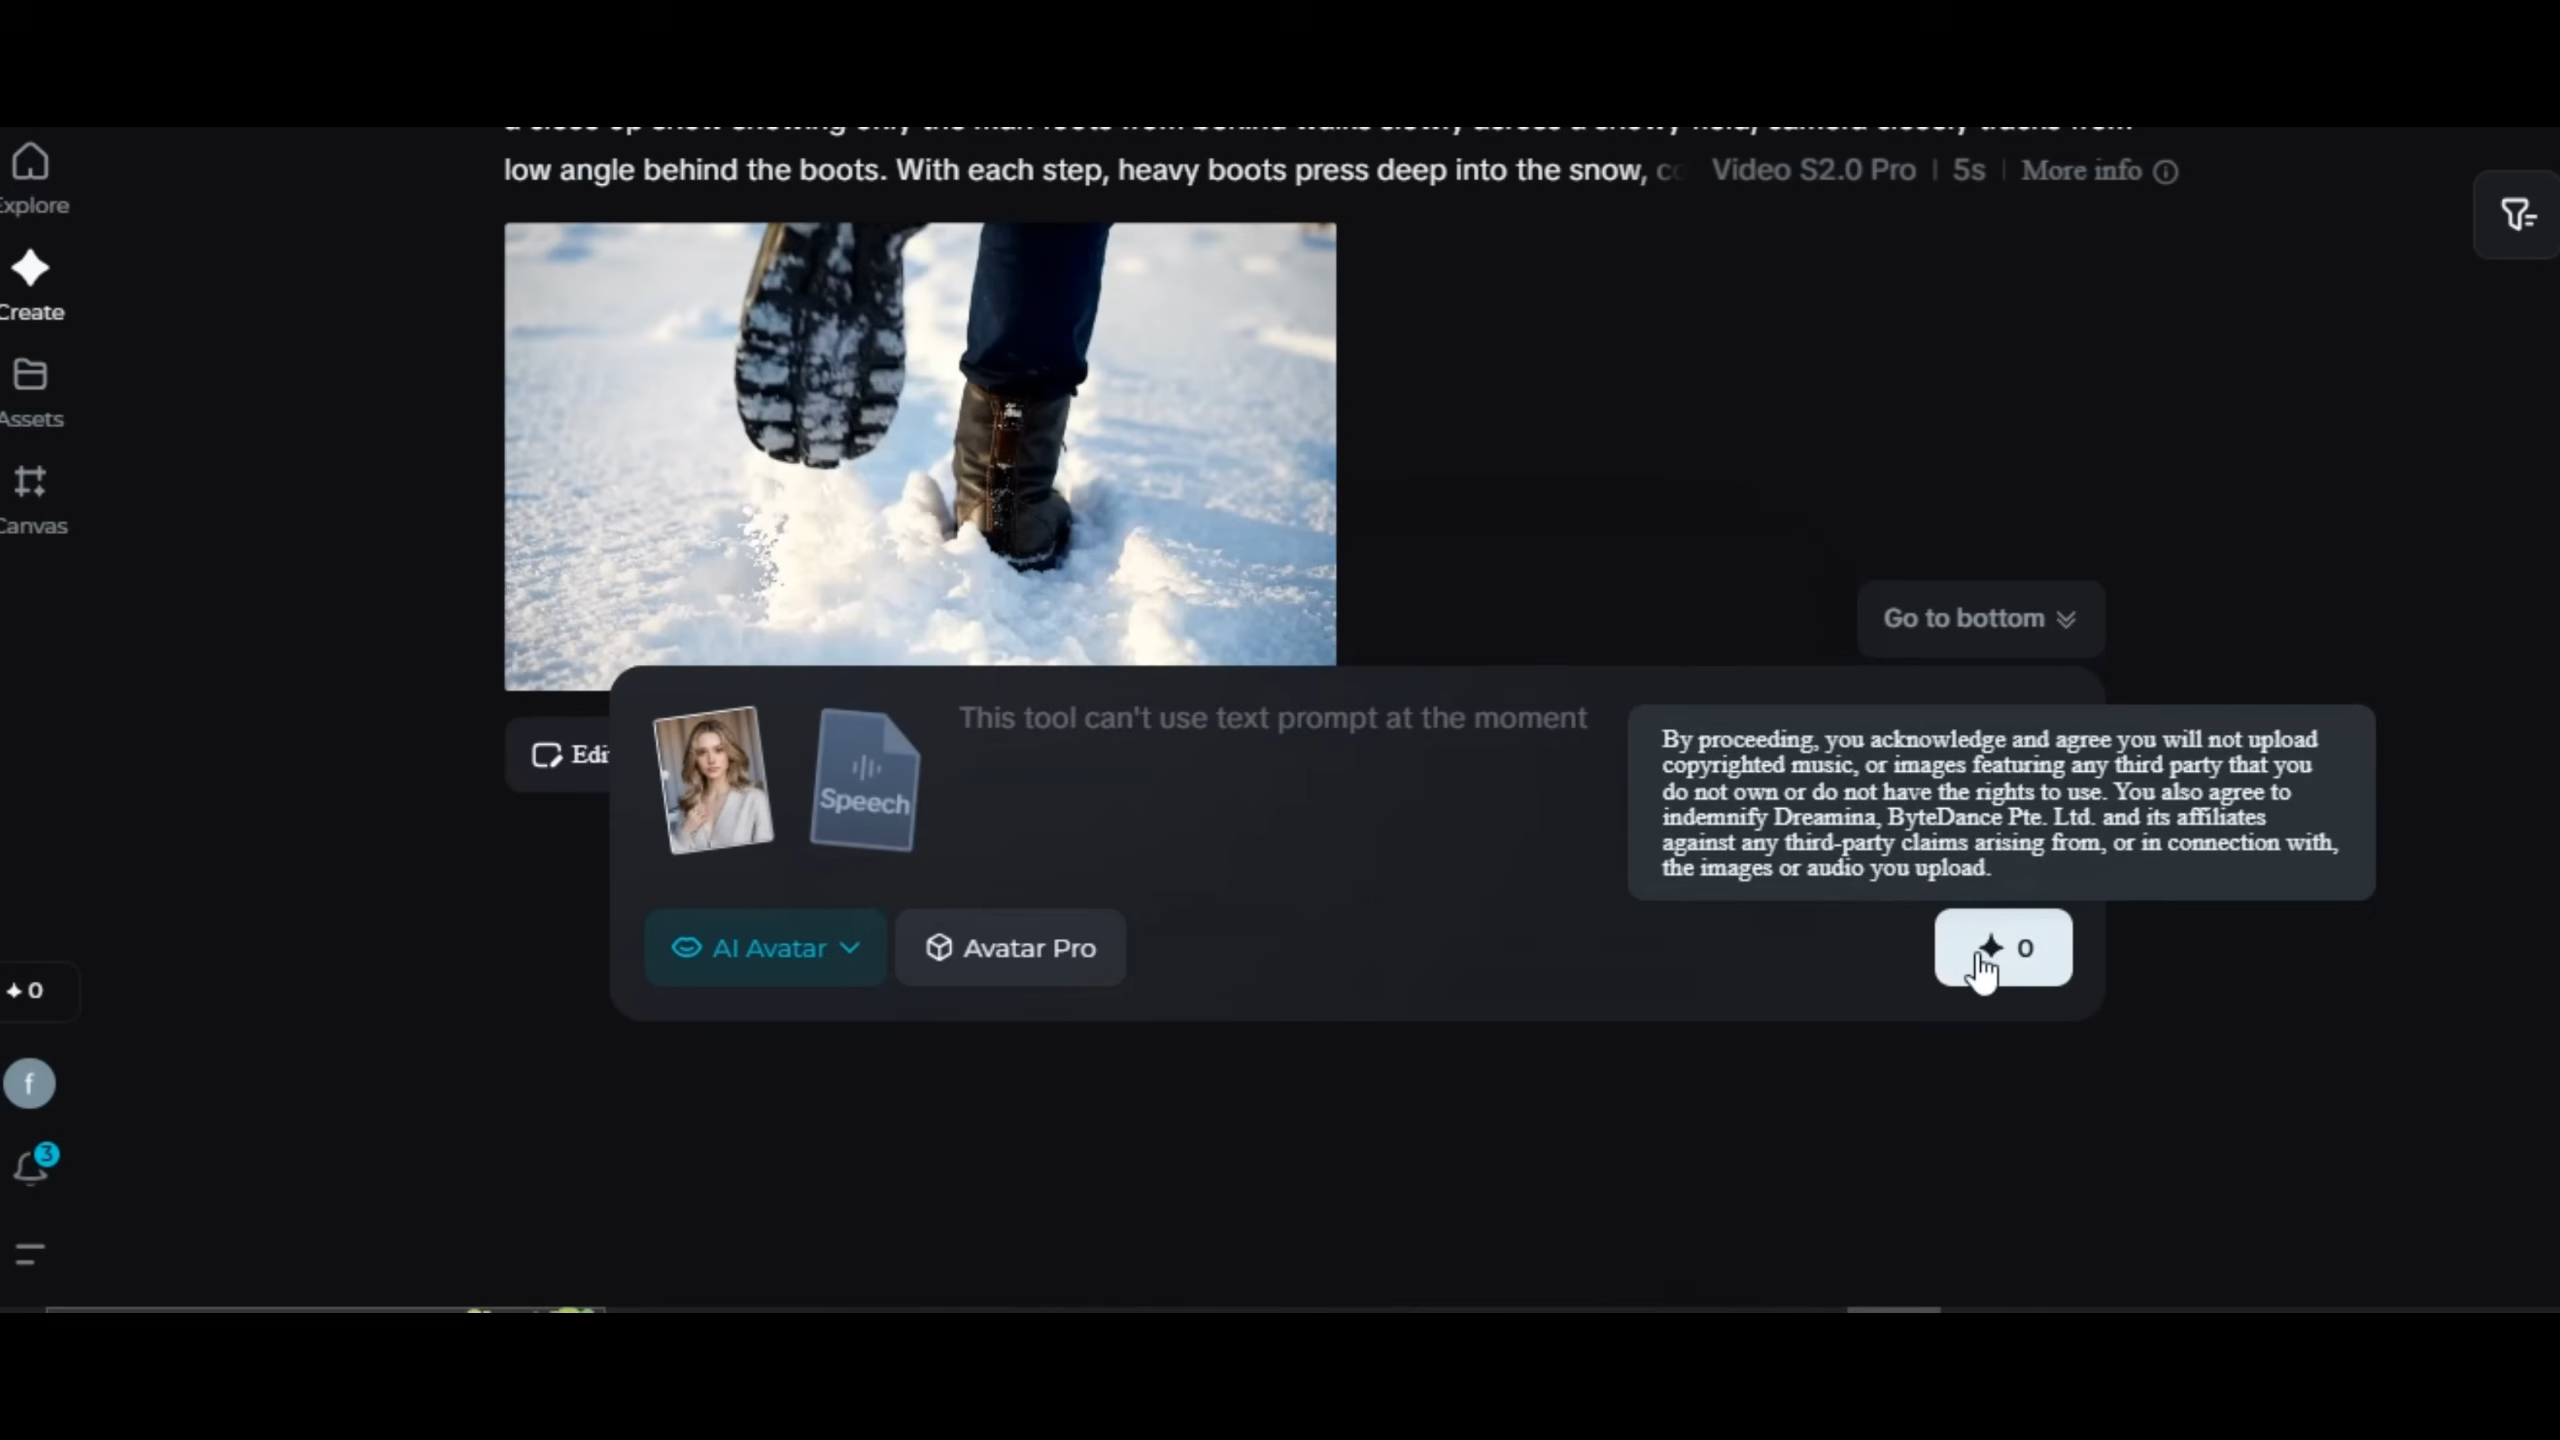 low angle behind the boots. With each step, heavy boots press deep into the snow,
Video S2.0 Pro | 5s | More info
Explore
Create
Assets
Canvas
Go to bottom
This tool can't use text prompt at the moment
Speech
Edi
By proceeding, you acknowledge and agree you will not upload
copyrighted music, or images featuring any third party that you
do not own or do not have the rights to use. You also agree to
indemnify Dreamina, ByteDance Pte. Ltd. and its affiliates
against any third-party claims arising from, or in connection with,
the images or audio you upload.
AI Avatar
Avatar Pro
0
0
f
3